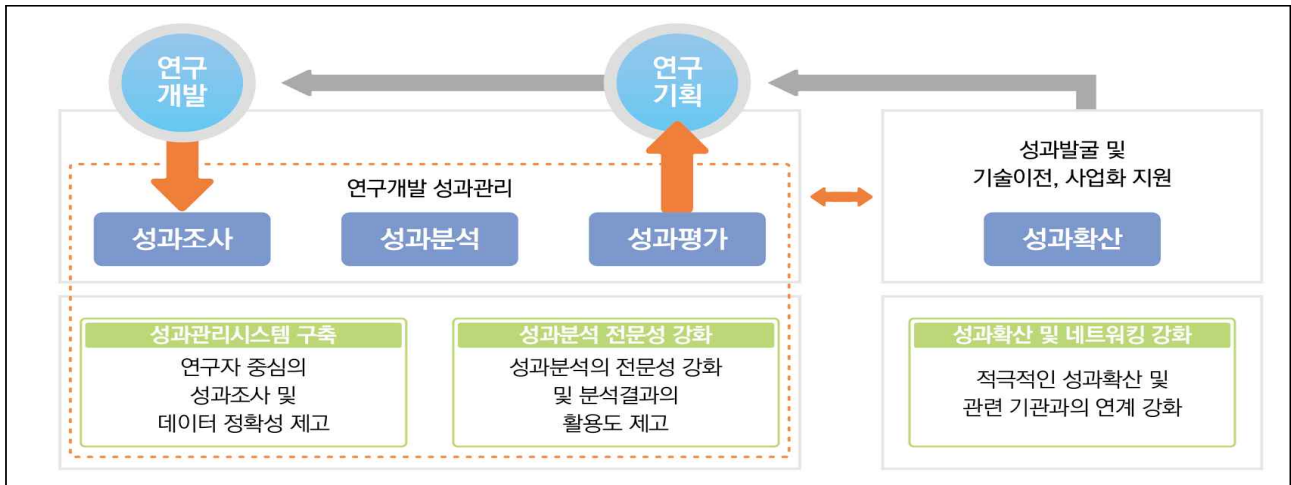 연구
개발
연구
기획
연구개발 성과관리
성과조사
성과분석
성과평가
성과발굴 및
기술이전, 사업화 지원
성과확산
성과관리시스템 구축
연구자 중심의
성과조사 및
데이터 정확성 제고
성과분석 전문성 강화
성과분석의 전문성 강화
및 분석결과의
활용도 제고
성과확산 및 네트워킹 강화
적극적인 성과확산 및
관련 기관과의 연계 강화